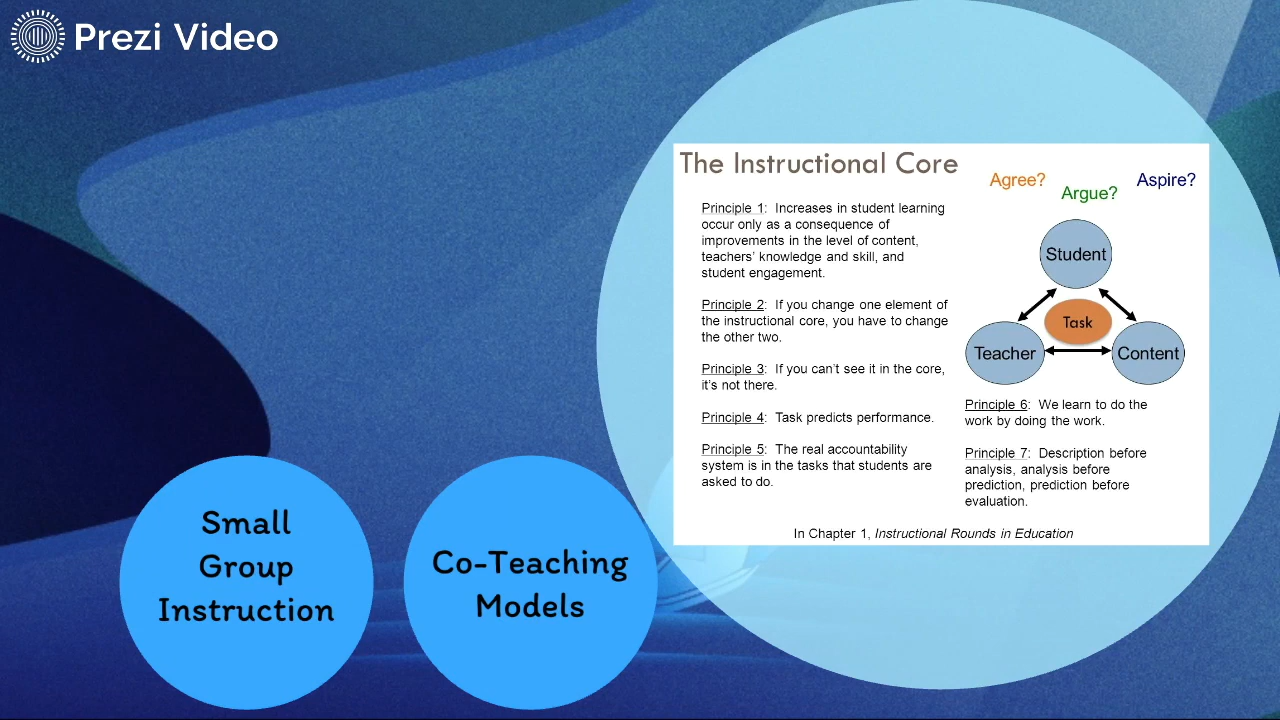 Prezi Video
The Instructional Core
Agree?
Argue?
Aspire?
Principle 1:  Increases in student learning
occur only as a consequence of
improvements in the level of content,
teachers’ knowledge and skill, and
student engagement.
Principle 2:  If you change one element of
the instructional core, you have to change
the other two.
Principle 3:  If you can’t see it in the core,
it’s not there.
Principle 4:  Task predicts performance.
Principle 5:  The real accountability
system is in the tasks that students are
asked to do.
Student
Task
Teacher
Content
Principle 6:  We learn to do the
work by doing the work.
Principle 7:  Description before
analysis, analysis before
prediction, prediction before
evaluation.
In Chapter 1, Instructional Rounds in Education
Small
Group
Instruction
Co-Teaching
Models